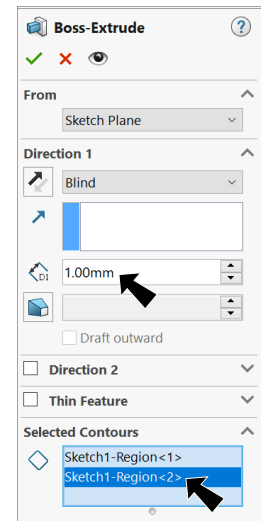 Boss-Extrude
?
From
Sketch Plane
Direction 1
Blind
D1
1.00mm
Draft outward
Direction 2
Thin Feature
Selected Contours
Sketch1-Region<1>
Sketch1-Region<2>